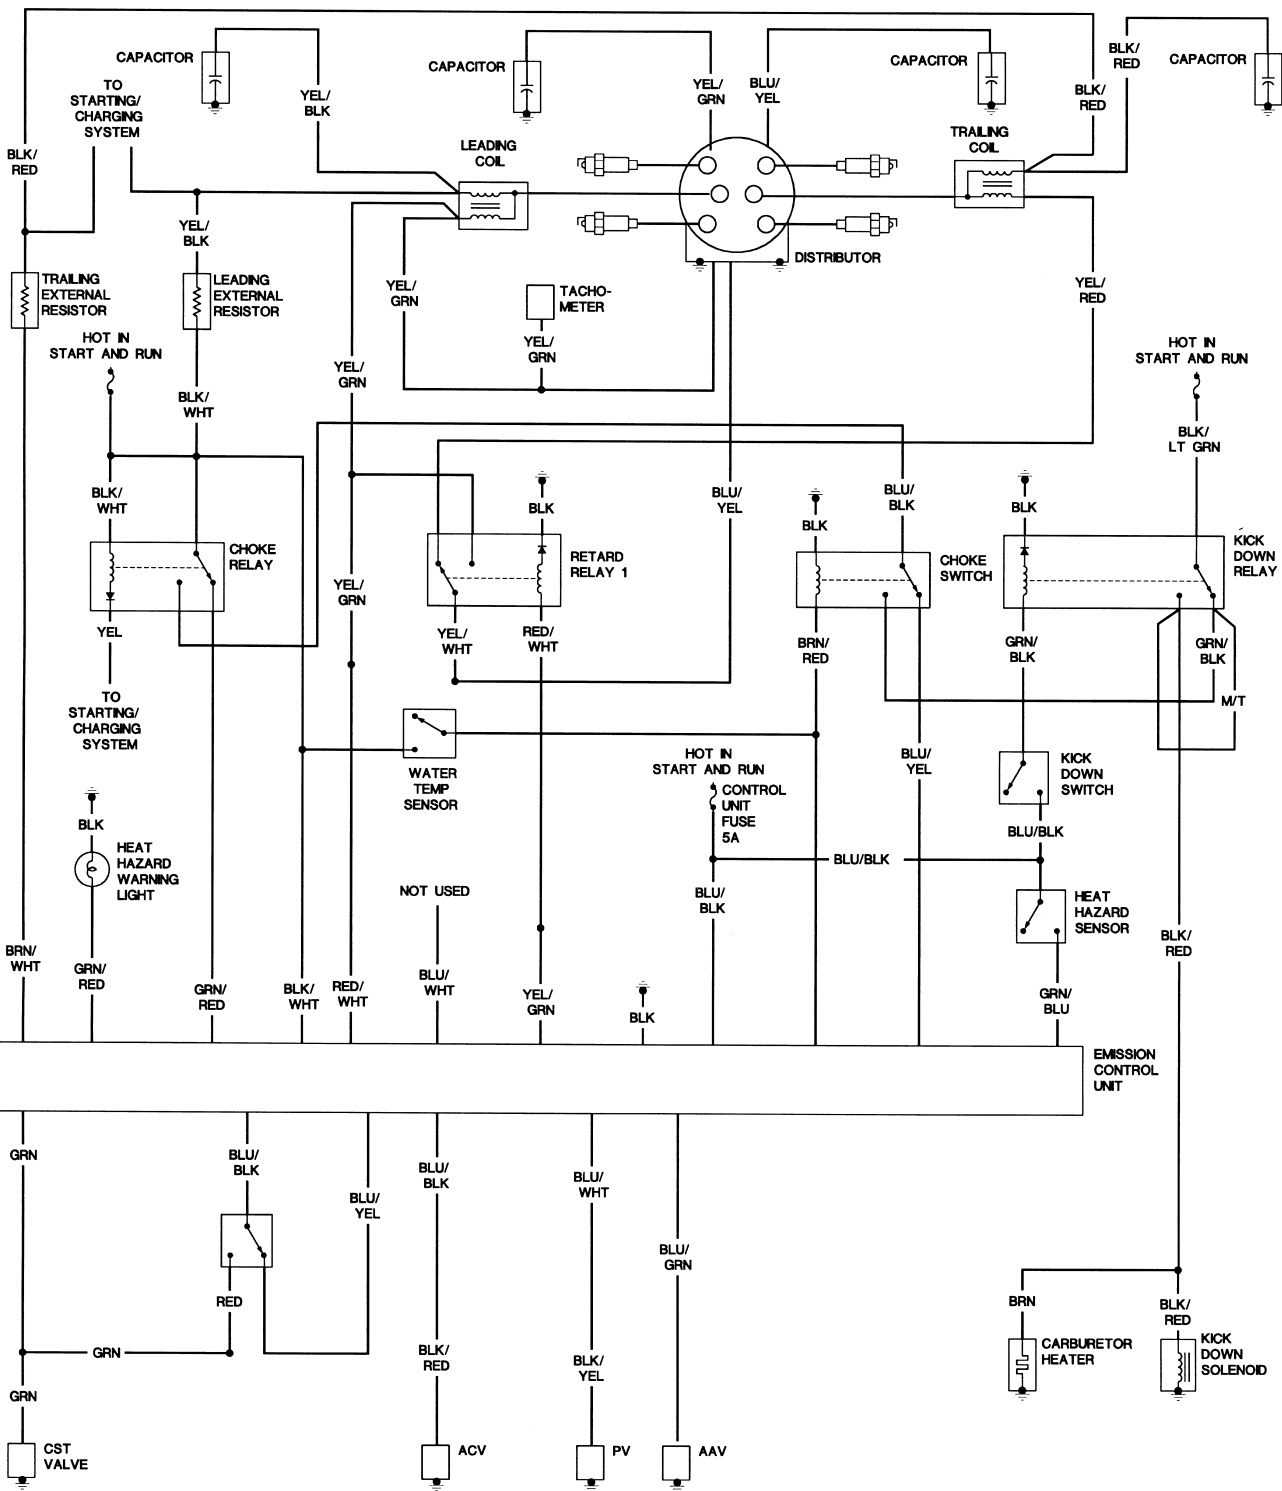 CAPACITOR
CAPACITOR
CAPACITOR
CAPACITOR
TO
STARTING/
CHARGING
SYSTEM
YEL/
BLK
YEL/
GRN
BLU/
YEL
BLK/
RED
BLK/
RED
BLK/
RED
LEADING
COIL
TRAILING
COIL
YEL/
BLK
DISTRIBUTOR
TRAILING
EXTERNAL
RESISTOR
LEADING
EXTERNAL
RESISTOR
YEL/
GRN
TACHO-
METER
YEL/
RED
HOT IN
START AND RUN
YEL/
GRN
YEL/
GRN
HOT IN
START AND RUN
BLK/
WHT
BLK/
LT GRN
BLK/
WHT
BLK
BLU/
YEL
BLU/
BLK
BLK
BLK
CHOKE
RELAY
RETARD
RELAY 1
CHOKE
SWITCH
KICK
DOWN
RELAY
YEL
YEL/
GRN
YEL/
WHT
RED/
WHT
BRN/
RED
GRN/
BLK
GRN/
BLK
M/T
TO
STARTING/
CHARGING
SYSTEM
WATER
TEMP
SENSOR
HOT IN
START AND RUN
CONTROL
UNIT
FUSE
5A
BLU/
YEL
KICK
DOWN
SWITCH
BLK
HEAT
HAZARD
WARNING
LIGHT
BLU/BLK
BLU/BLK
NOT USED
BLU/
BLK
HEAT
HAZARD
SENSOR
BRN/
WHT
GRN/
RED
GRN/
RED
BLK/
WHT
RED/
WHT
BLU/
WHT
YEL/
GRN
BLK
GRN/
BLU
BLK/
RED
EMISSION
CONTROL
UNIT
GRN
BLU/
BLK
BLU/
YEL
BLU/
BLK
BLU/
WHT
BLU/
GRN
RED
GRN
GRN
BLK/
RED
BLK/
YEL
BRN
BLK/
RED
CARBURETOR
HEATER
KICK
DOWN
SOLENOID
CST
VALVE
ACV
PV
AAV